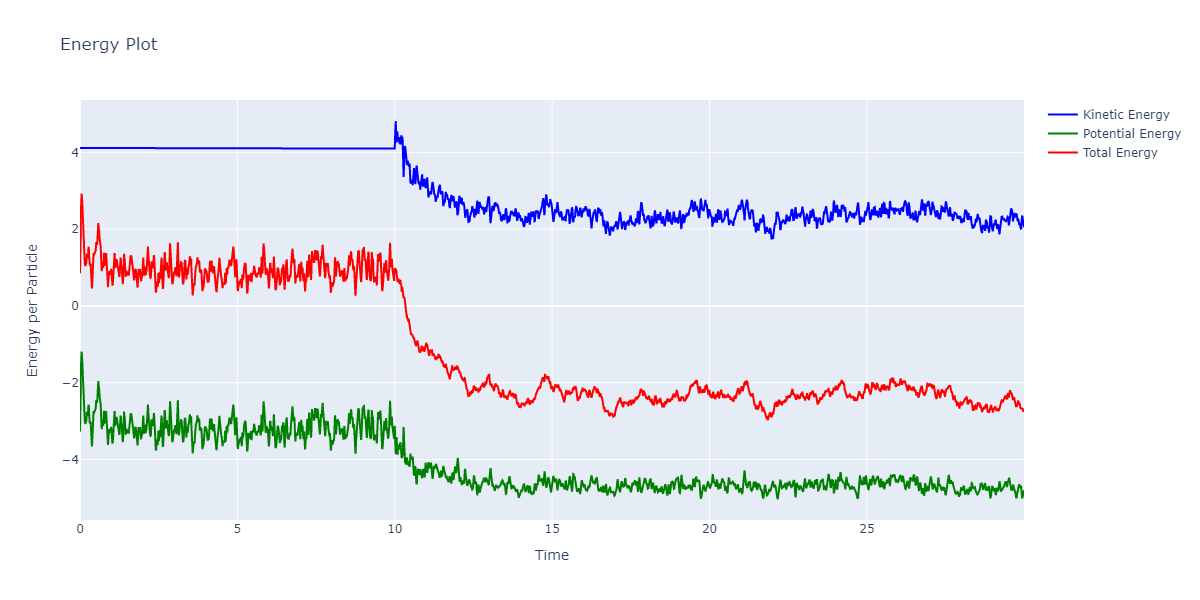 Energy Plot
Kinetic Energy
Potential Energy
Total Energy
Energy per Particle
4
2
0
−2
−4
0
5
10
15
20
25
Time